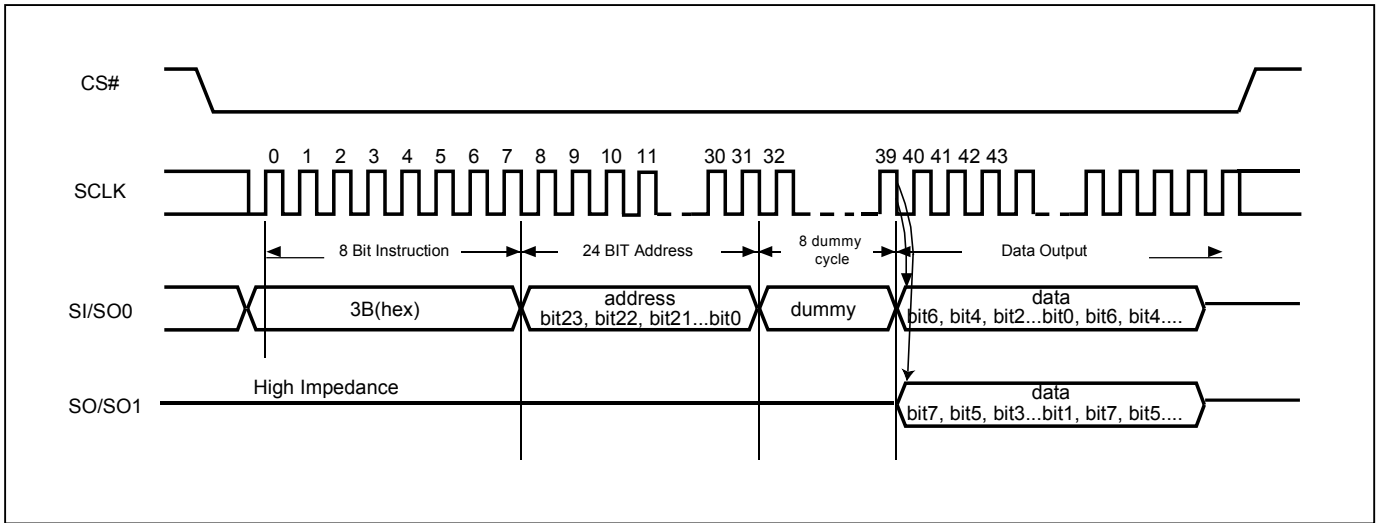 CS#
0 1 2 3 4 5 6 7 8 9 10 11 30 31 32 39 40 41 42 43
SCLK
8 Bit Instruction 24 BIT Address 8 dummy cycle Data Output
SI/SO0
3B(hex)
address
bit23, bit22, bit21...bit0
dummy
data
bit6, bit4, bit2...bit0, bit6, bit4....
High Impedance
SO/SO1
data
bit7, bit5, bit3...bit1, bit7, bit5....